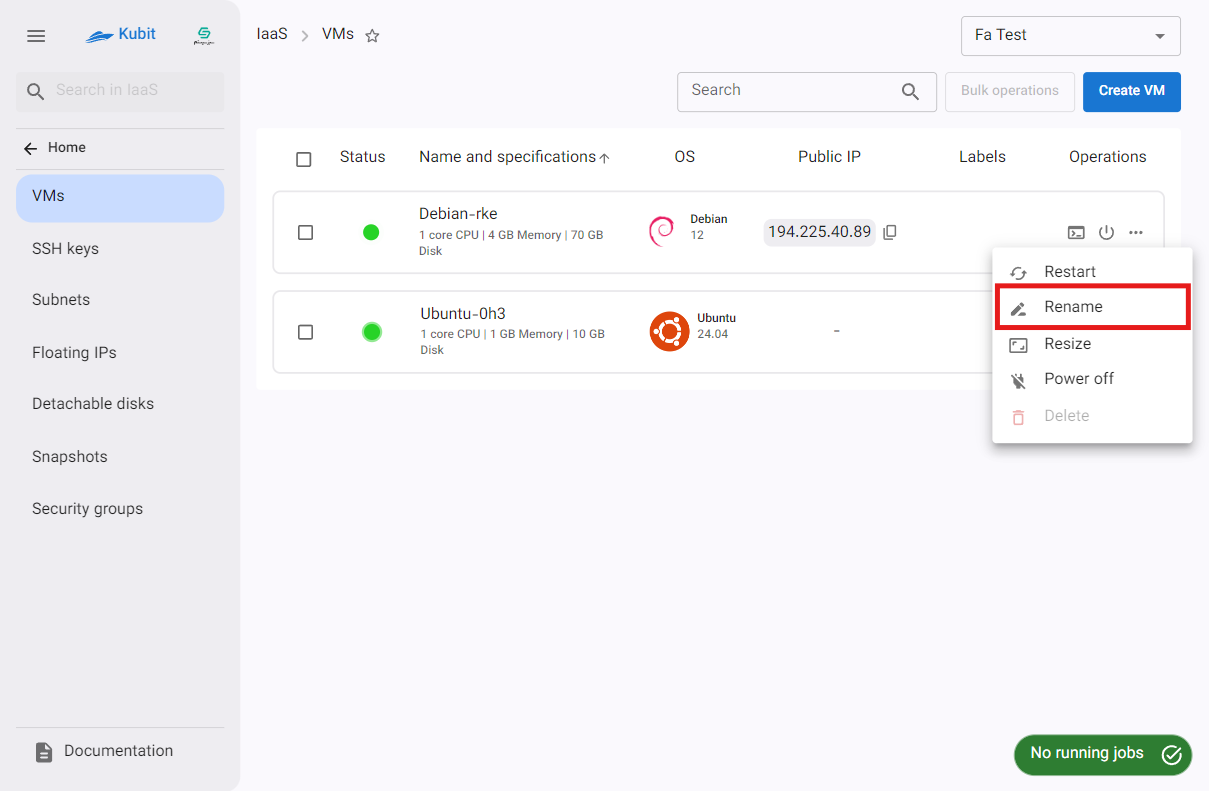 Kubit
IaaS
VMs
Fa Test
Search in IaaS
Search
Bulk operations
Create VM
Home
VMs
SSH keys
Subnets
Floating IPs
Detachable disks
Snapshots
Security groups
Documentation
Status
Name and specifications
OS
Public IP
Labels
Operations
Debian-rke
1 core CPU | 4 GB Memory | 70 GB
Disk
Debian
12
194.225.40.89
Ubuntu-0h3
1 core CPU | 1 GB Memory | 10 GB
Disk
Ubuntu
24.04
-
Restart
Rename
Resize
Power off
Delete
No running jobs